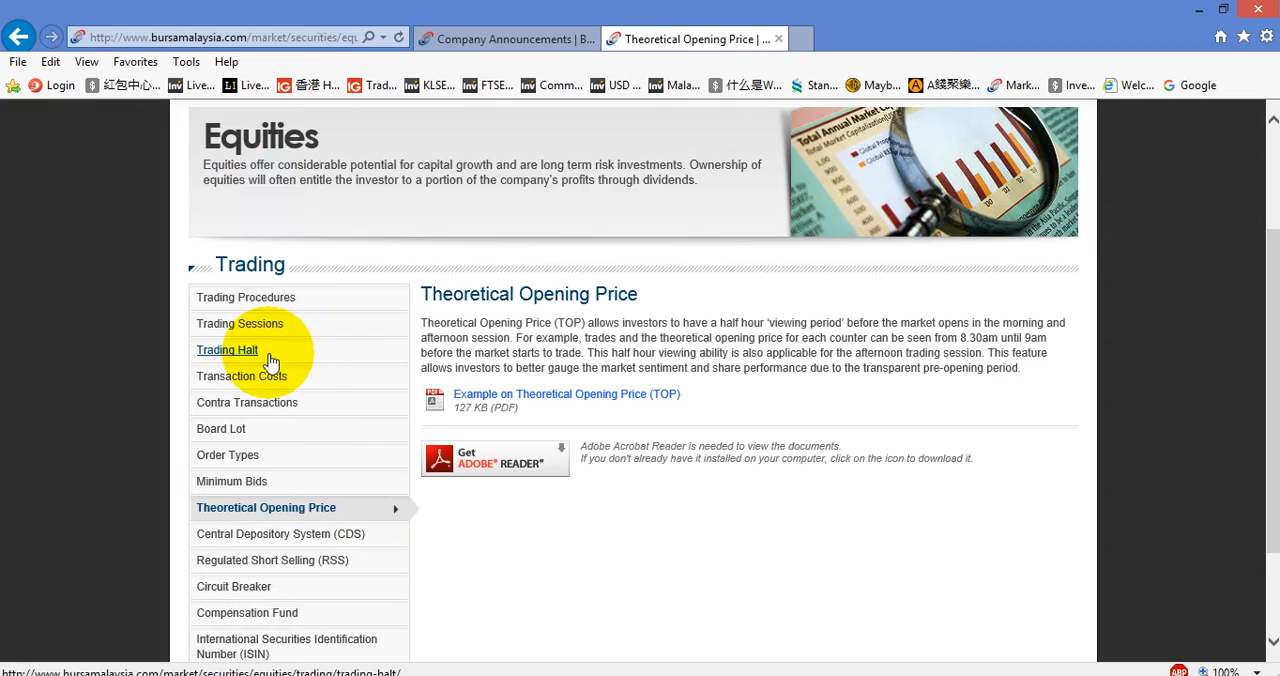 http://www.bursamalaysia.com/market/securities/equ
Company Announcements | B...
Theoretical Opening Price | ...
File Edit View Favorites Tools Help
Login 红包中心... Live... Live... 香港 H... Trad... KLSE... FTSE... Comm... USD ... Mala... 什么是W... Stan... Mayb... A錢聚樂... Mark... Inve... Welc... Google
Equities
Equities offer considerable potential for capital growth and are long term risk investments. Ownership of
equities will often entitle the investor to a portion of the company's profits through dividends.
Total Annual Market
Total Market Capitalization
Trading
Trading Procedures
Trading Sessions
Trading Halt
Transaction Costs
Contra Transactions
Board Lot
Order Types
Minimum Bids
Theoretical Opening Price
Central Depository System (CDS)
Regulated Short Selling (RSS)
Circuit Breaker
Compensation Fund
International Securities Identification
Number (ISIN)
Theoretical Opening Price
Theoretical Opening Price (TOP) allows investors to have a half hour 'viewing period' before the market opens in the morning and
afternoon session. For example, trades and the theoretical opening price for each counter can be seen from 8.30am until 9am
before the market starts to trade. This half hour viewing ability is also applicable for the afternoon trading session. This feature
allows investors to better gauge the market sentiment and share performance due to the transparent pre-opening period.
Example on Theoretical Opening Price (TOP)
127 KB (PDF)
Get
ADOBE® READER®
Adobe Acrobat Reader is needed to view the documents.
If you don't already have it installed on your computer, click on the icon to download it.
http://www.bursamalaysia.com/market/securities/equities/trading/trading-halt/
ABP
100%